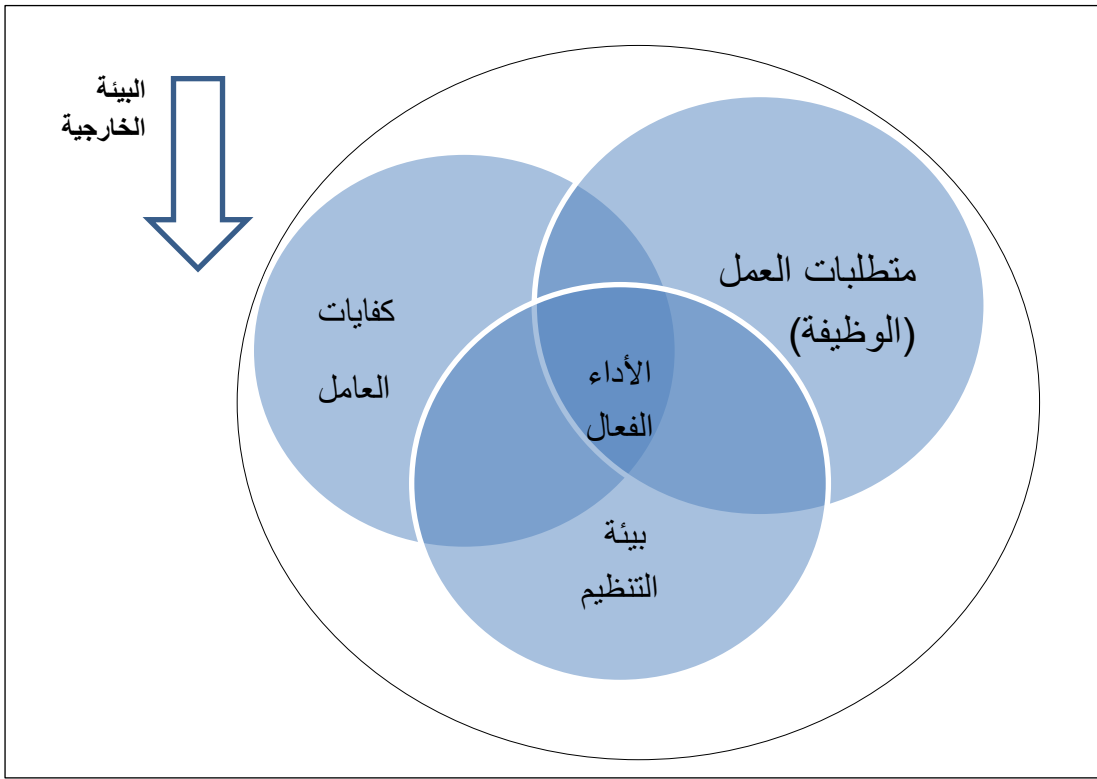 البيئة
الخارجية
متطلبات العمل
(الوظيفة)
كفايات
العامل
الأداء
الفعال
بيئة
التنظيم